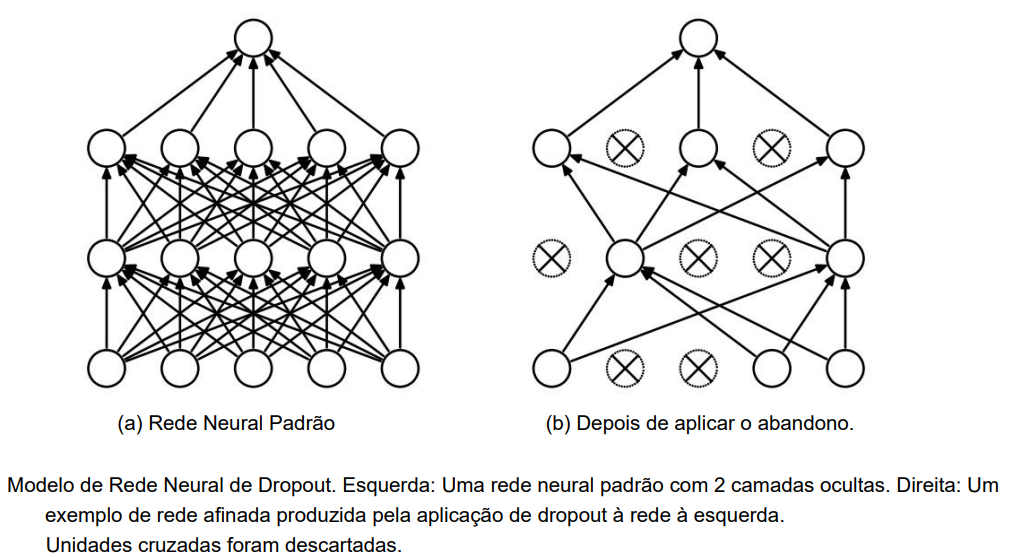 (a) Rede Neural Padrão
(b) Depois de aplicar o abandono.
Modelo de Rede Neural de Dropout. Esquerda: Uma rede neural padrão com 2 camadas ocultas. Direita: Um
exemplo de rede afinada produzida pela aplicação de dropout à rede à esquerda.
Unidades cruzadas foram descartadas.